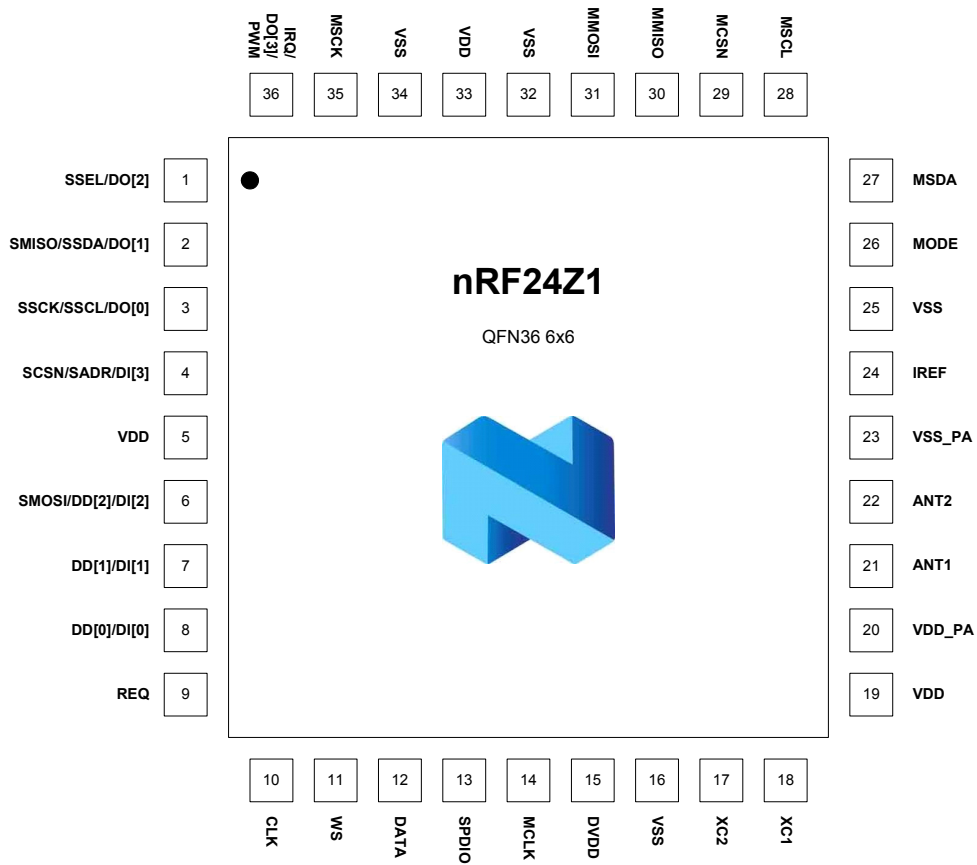 IRQ/
DO[3]/
PWM
MSCK
VSS
VDD
VSS
MMOSI
MMISO
MCSN
MSCL
36
35
34
33
32
31
30
29
28
SSEL/DO[2]
1
27
MSDA
SMISO/SSDA/DO[1]
2
26
MODE
nRF24Z1
SSCK/SSCL/DO[0]
3
25
VSS
QFN36 6x6
SCSN/SADR/DI[3]
4
24
IREF
VDD
5
23
VSS_PA
SMOSI/DD[2]/DI[2]
6
22
ANT2
DD[1]/DI[1]
7
21
ANT1
DD[0]/DI[0]
8
20
VDD_PA
REQ
9
19
VDD
10
11
12
13
14
15
16
17
18
CLK
WS
DATA
SPDIO
MCLK
DVDD
VSS
XC2
XC1